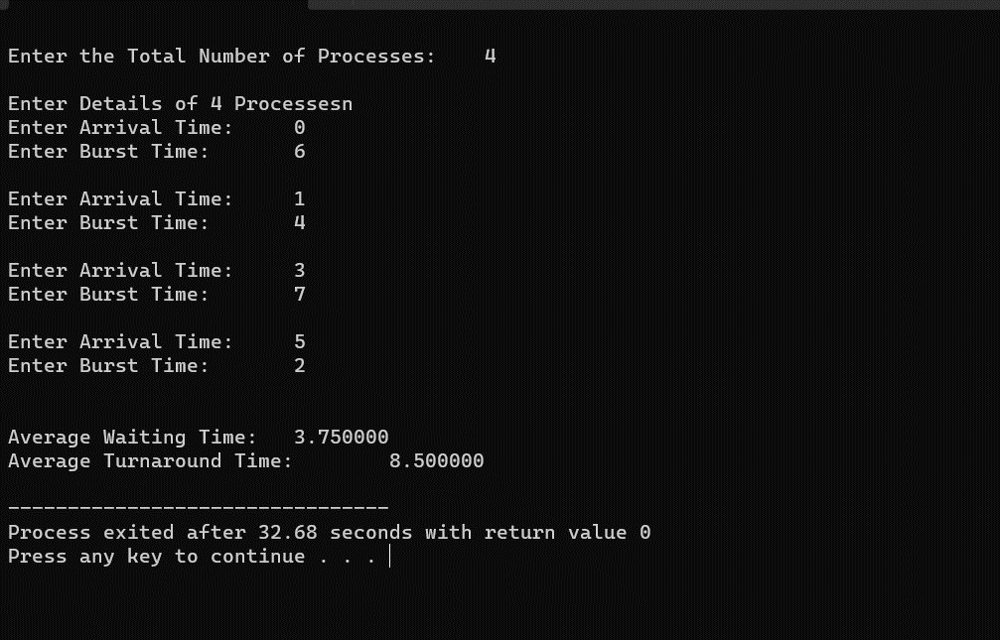 Enter the Total Number of Processes:    4
Enter Details of 4 Processesn
Enter Arrival Time:     0
Enter Burst Time:       6
Enter Arrival Time:     1
Enter Burst Time:       4
Enter Arrival Time:     3
Enter Burst Time:       7
Enter Arrival Time:     5
Enter Burst Time:       2
Average Waiting Time:   3.750000
Average Turnaround Time:        8.500000
--------------------------------
Process exited after 32.68 seconds with return value 0
Press any key to continue . . .